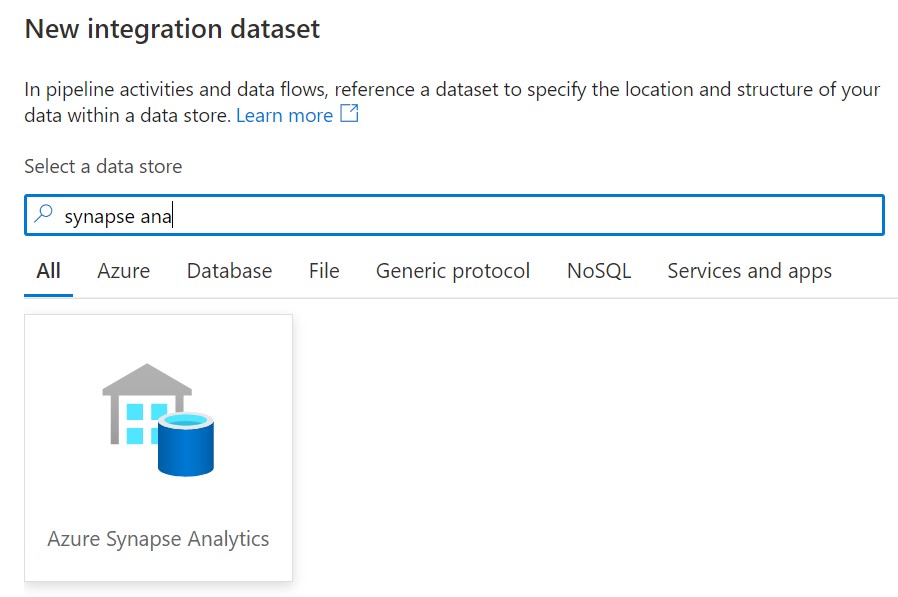 New integration dataset
In pipeline activities and data flows, reference a dataset to specify the location and structure of your
data within a data store. Learn more
Select a data store
synapse ana
All Azure Database File Generic protocol NoSQL Services and apps
Azure Synapse Analytics